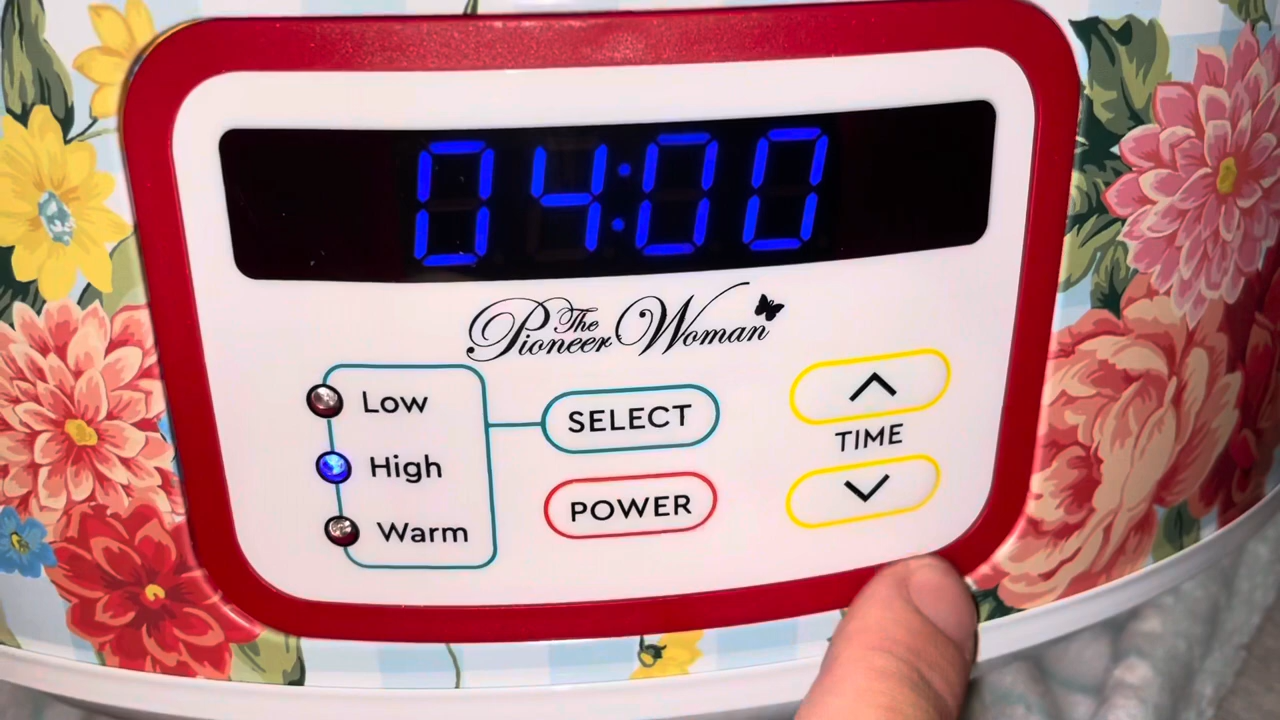 04:00
The
Pioneer Woman
Low
High
Warm
SELECT
POWER
TIME